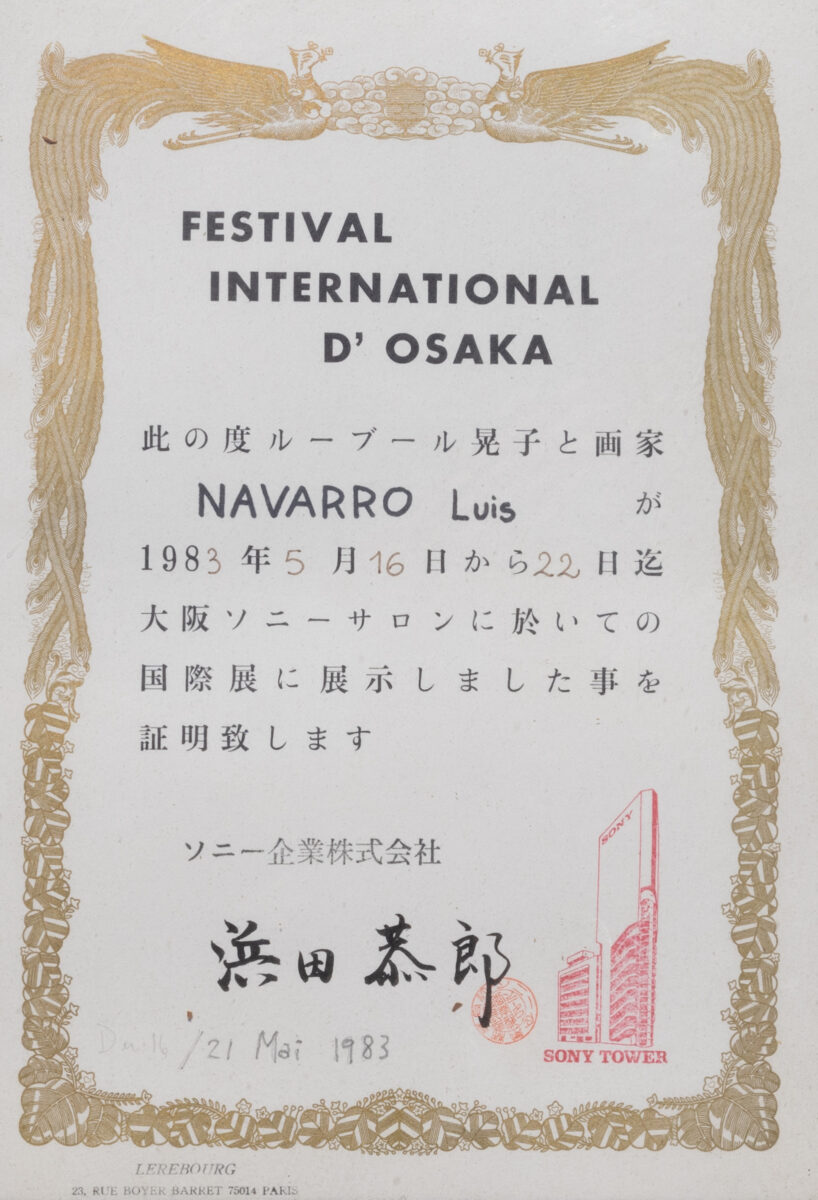 FESTIVAL
INTERNATIONAL
D' OSAKA
此の度ルーブール晃子と画家
NAVARRO Luis が
1983年5月16日から22日迄
大阪ソニーサロンに於いての
国際展に展示しました事を
証明致します
ソニー企業株式会社
浜田恭郎
SONY
/21 Mai 1983
SONY TOWER
LEREBOURG
23, RUE BOYER BARRET 75014 PARIS